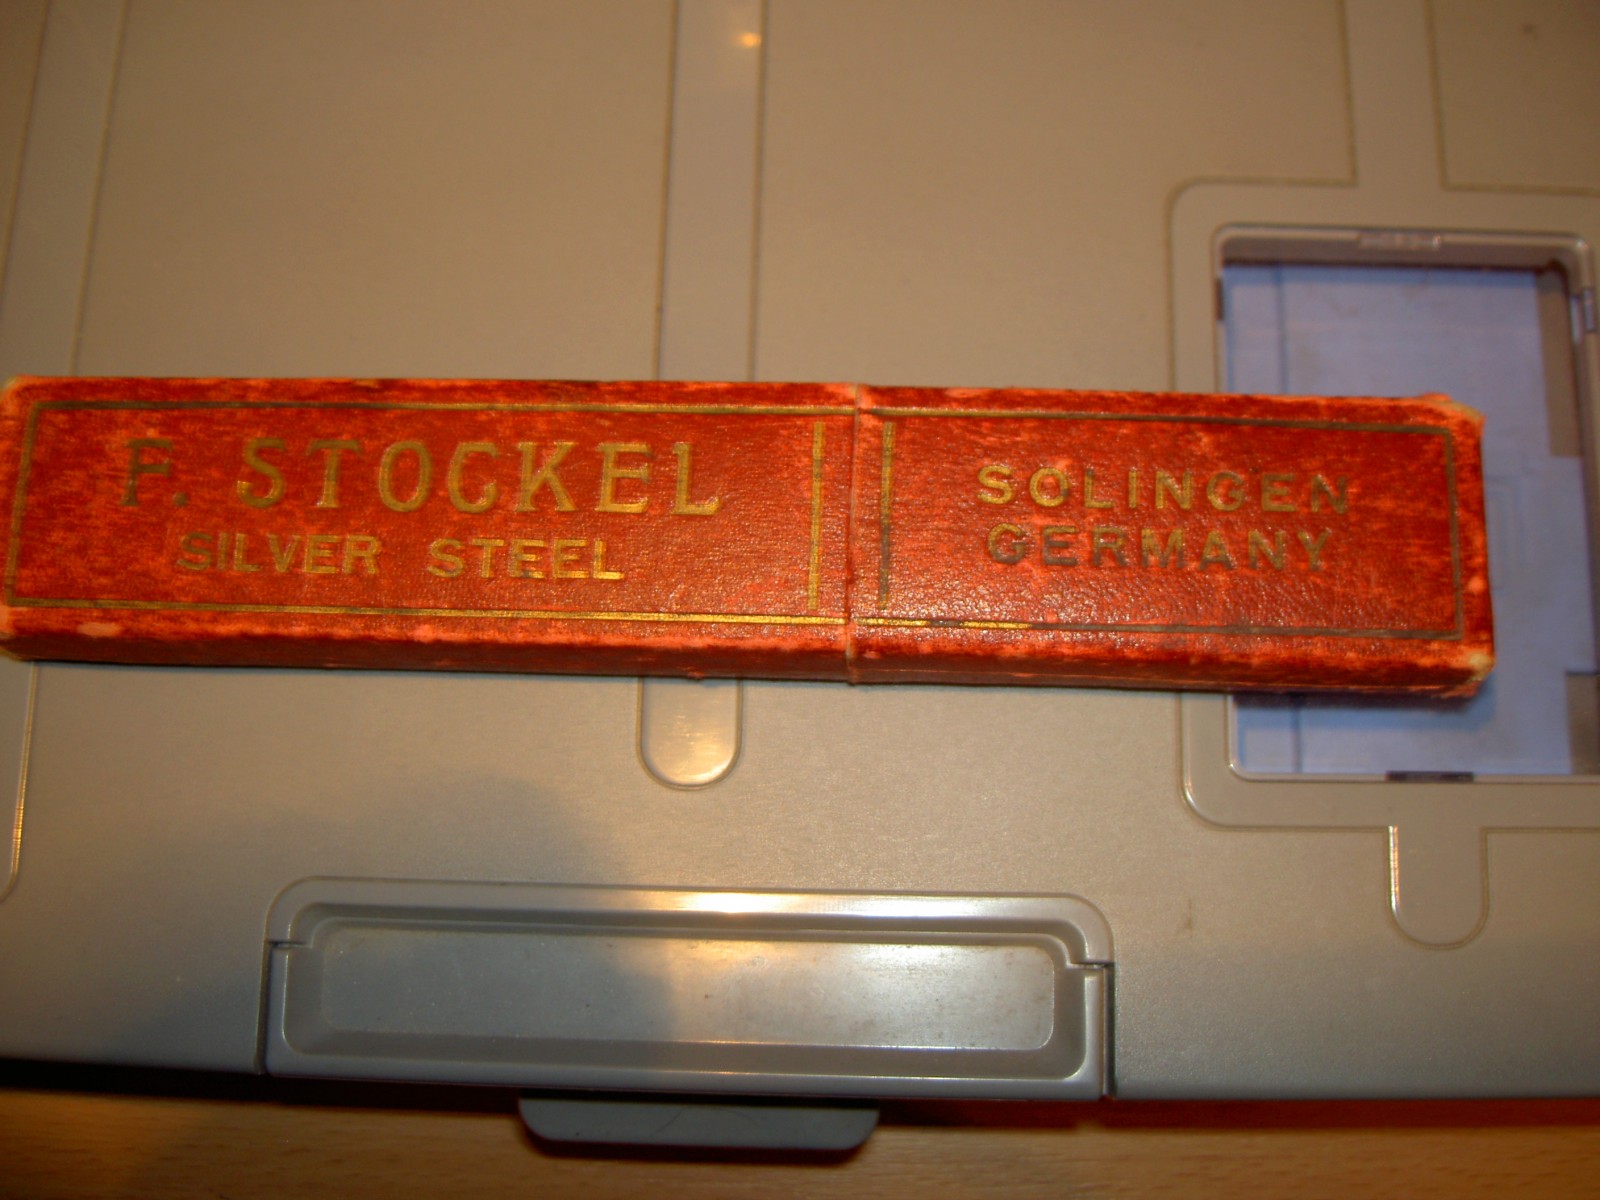 F. STOCKEL
SILVER STEEL
SOLINGEN
GERMANY